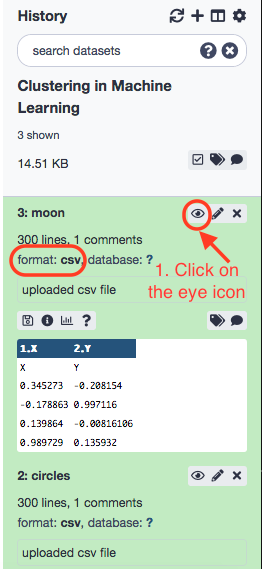 History
search datasets
Clustering in Machine
Learning
3 shown
14.51 KB
3: moon
300 lines, 1 comments
format: csv, database: ?
1. Click on
the eye icon
uploaded csv file
1.X 2.Y
X Y
0.345273 -0.208154
-0.178863 0.997116
0.139864 -0.00816106
0.989729 0.135932
2: circles
300 lines, 1 comments
format: csv, database: ?
uploaded csv file